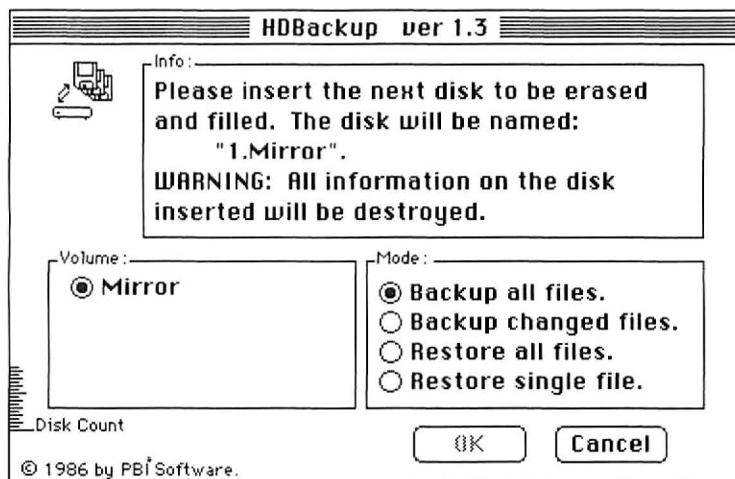 HDBackup ver 1.3
Info:
Please insert the next disk to be erased
and filled. The disk will be named:
"1.Mirror".
WARNING: All information on the disk
inserted will be destroyed.
Volume:
Mirror
Mode:
Backup all files.
Backup changed files.
Restore all files.
Restore single file.
Disk Count
OK
Cancel
© 1986 by PBI Software.